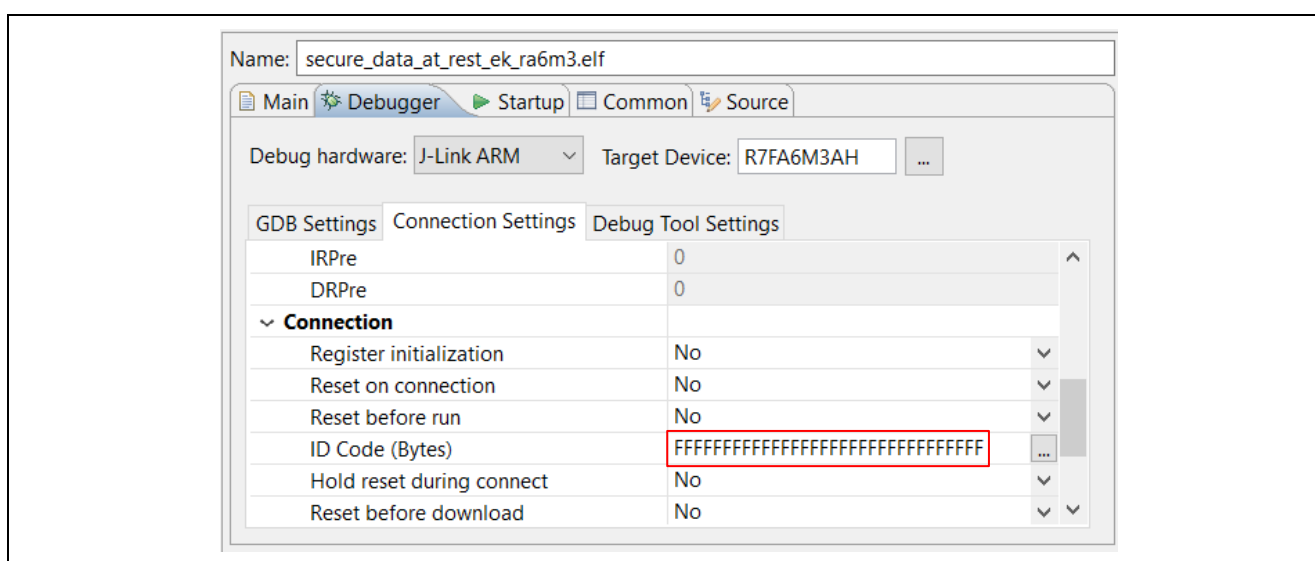 Name: secure_data_at_rest_ek_ra6m3.elf
Main Debugger Startup Common Source
Debug hardware: J-Link ARM Target Device: R7FA6M3AH ...
GDB Settings Connection Settings Debug Tool Settings
IRPre 0
DRPre 0
Connection
Register initialization No
Reset on connection No
Reset before run No
ID Code (Bytes) FFFFFFFFFFFFFFFFFFFFFFFFFFFFFFFF ...
Hold reset during connect No
Reset before download No